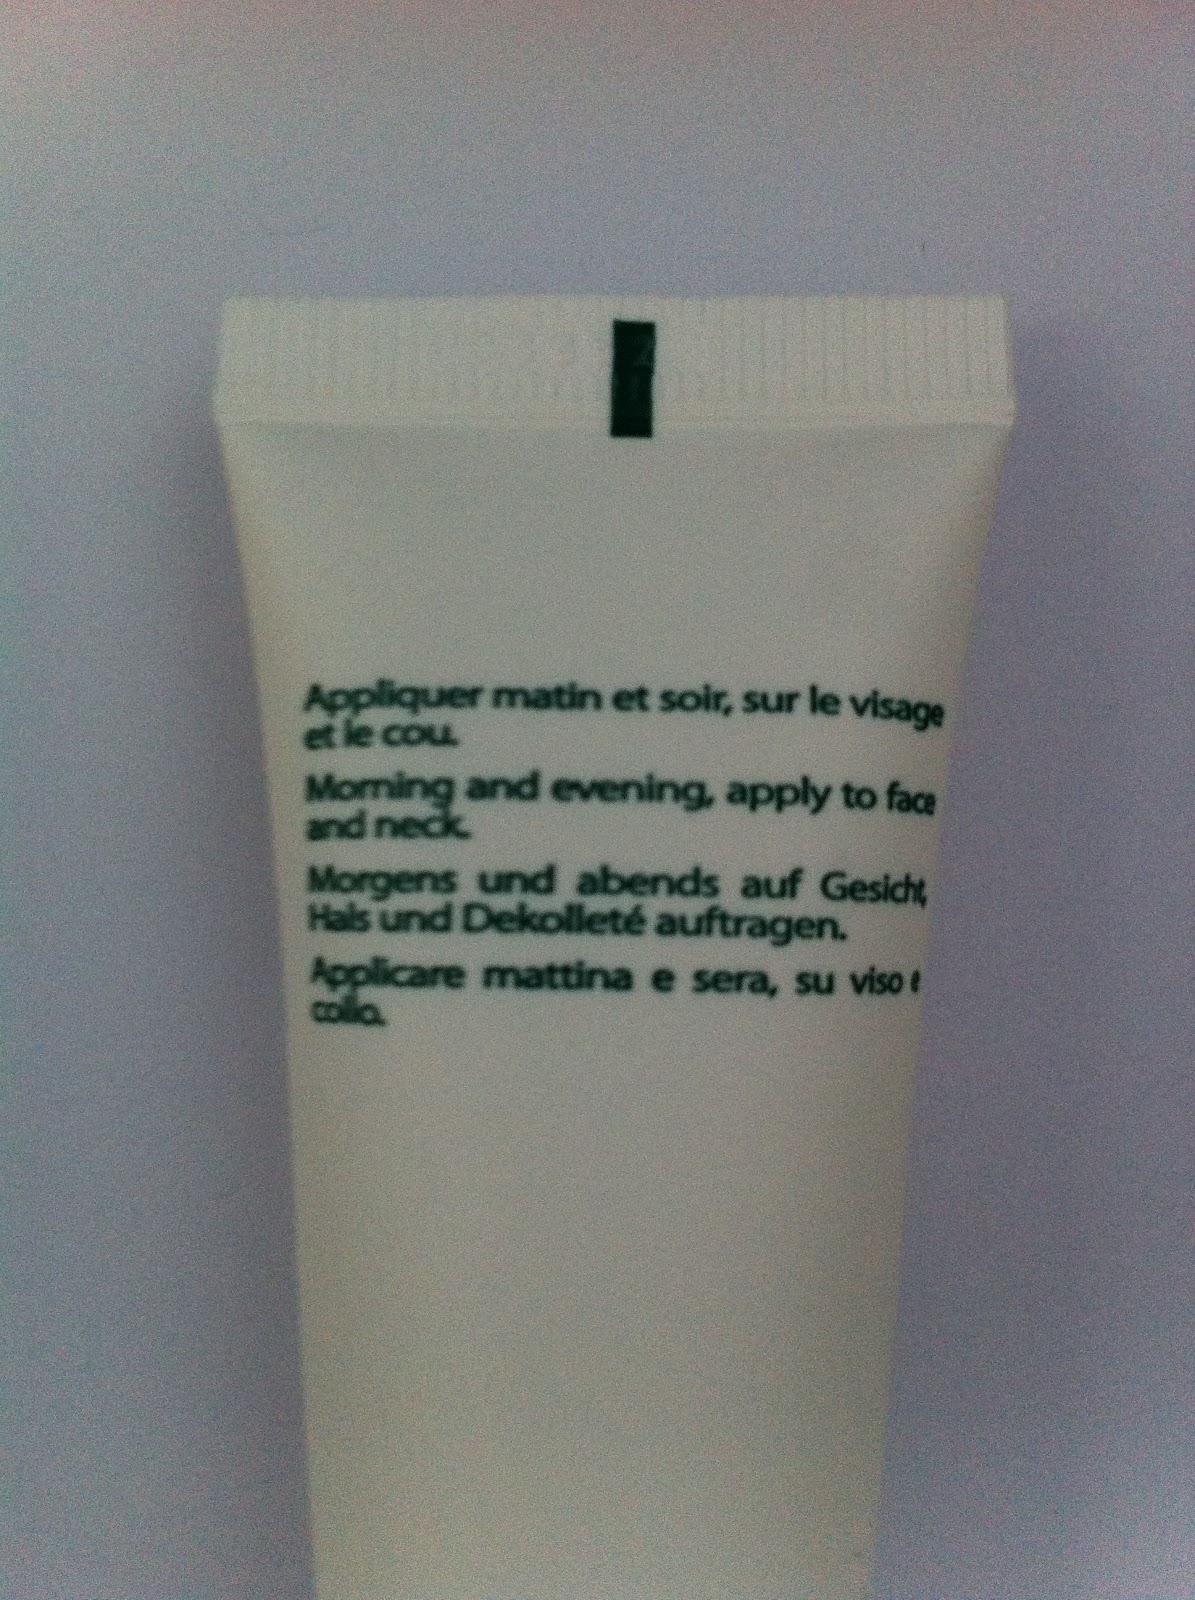 Appliquer matin et soir, sur le visage
et le cou.
Morning and evening, apply to face
and neck.
Morgens und abends auf Gesicht,
Hals und Dekolleté auftragen.
Applicare mattina e sera, su viso e
collo.